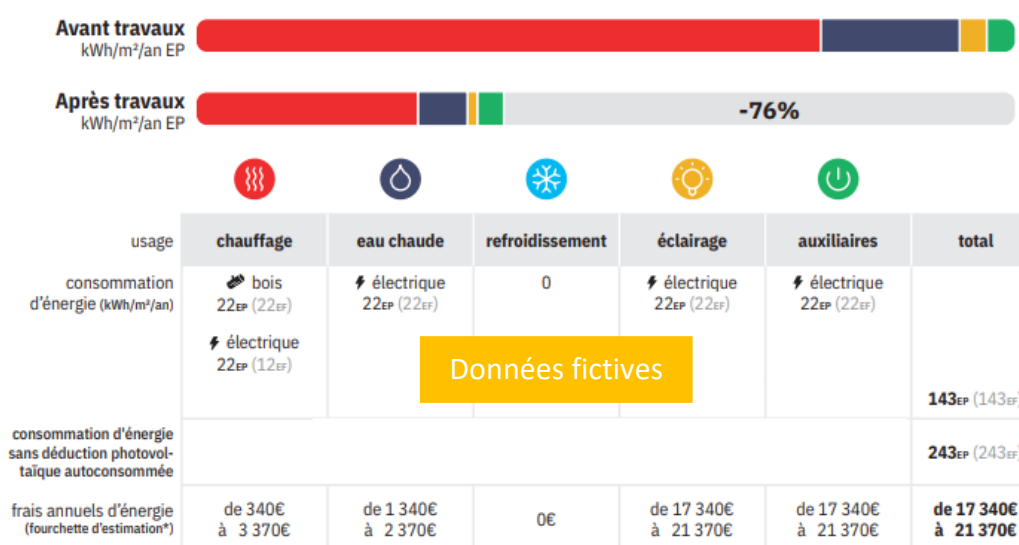 Avant travaux
kWh/m²/an EP
Après travaux
kWh/m²/an EP
-76%
usage chauffage eau chaude refroidissement éclairage auxiliaires total
consommation
d'énergie (kWh/m²/an)
bois
22EP (22EF)
électrique
22EP (12EF)
électrique
22EP (22EF)
0
électrique
22EP (22EF)
électrique
22EP (22EF)
143EP (143EF)
Données fictives
consommation d'énergie
sans déduction photovol-
taïque autoconsommée
243EP (243EF)
frais annuels d'énergie
(fourchette d'estimation*)
de 340€
à 3 370€
de 1 340€
à 2 370€
0€
de 17 340€
à 21 370€
de 17 340€
à 21 370€
de 17 340€
à 21 370€